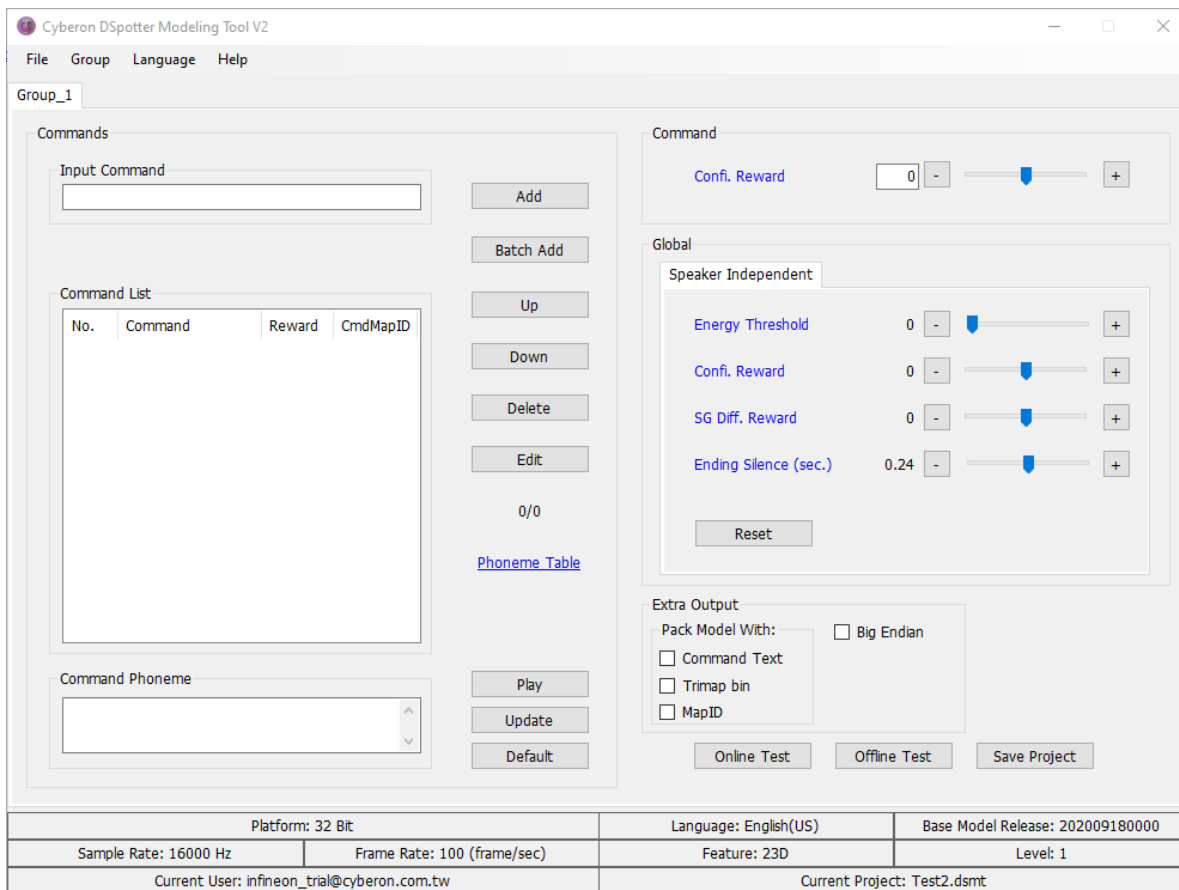 Cyberon DSpotter Modeling Tool V2
File Group Language Help
Group_1
Commands
Input Command
Add
Batch Add
Command List
No. Command Reward CmdMapID
Up
Down
Delete
Edit
0/0
Phoneme Table
Command Phoneme
Play
Update
Default
Command
Confi. Reward 0 - +
Global
Speaker Independent
Energy Threshold 0 - +
Confi. Reward 0 - +
SG Diff. Reward 0 - +
Ending Silence (sec.) 0.24 - +
Reset
Extra Output
Pack Model With:
Command Text
Trimap bin
MapID
Big Endian
Online Test Offline Test Save Project
Platform: 32 Bit Language: English(US) Base Model Release: 202009180000
Sample Rate: 16000 Hz Frame Rate: 100 (frame/sec) Feature: 23D Level: 1
Current User: infineon_trial@cyberon.com.tw Current Project: Test2.dsmt